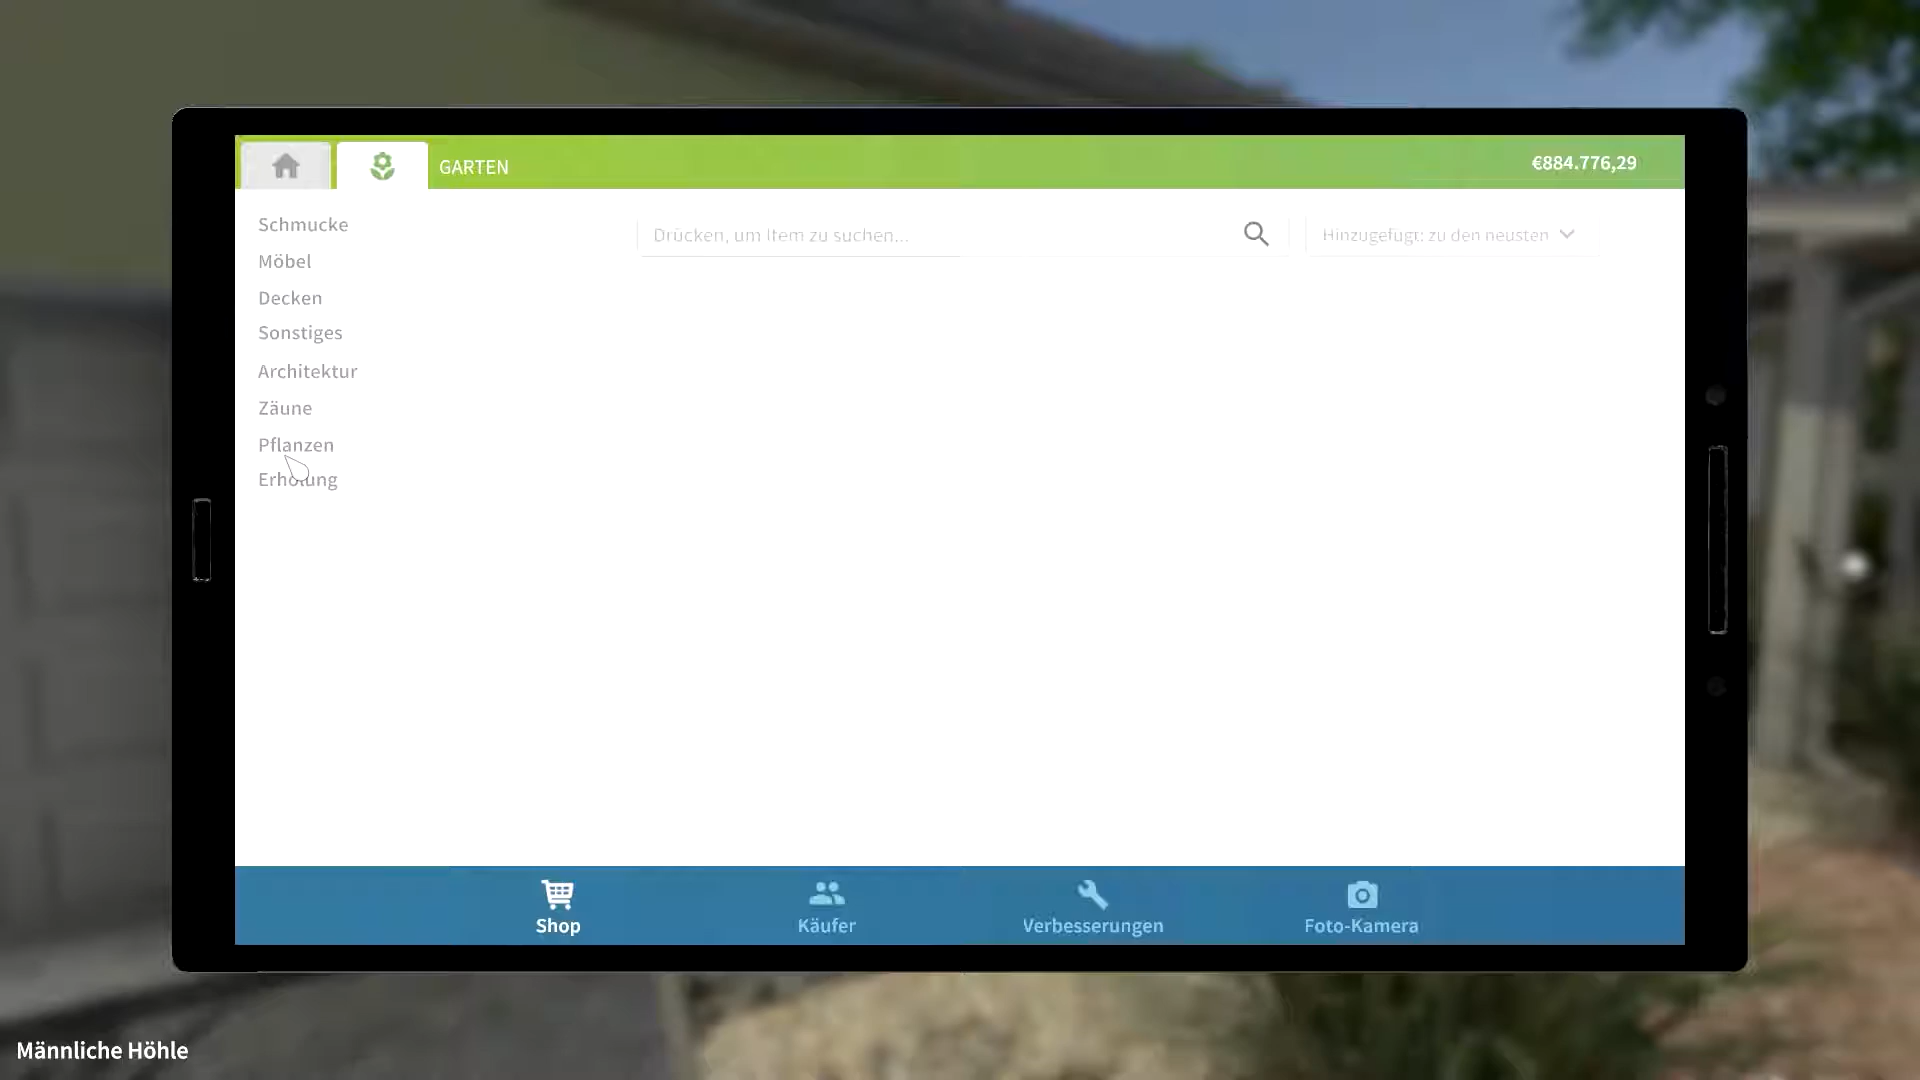 GARTEN
€884.776,29
Schmucke
Möbel
Decken
Sonstiges
Architektur
Zäune
Pflanzen
Erholung
Drücken, um Item zu suchen...
Hinzugefügt: zu den neusten
Shop
Käufer
Verbesserungen
Foto-Kamera
Männliche Höhle